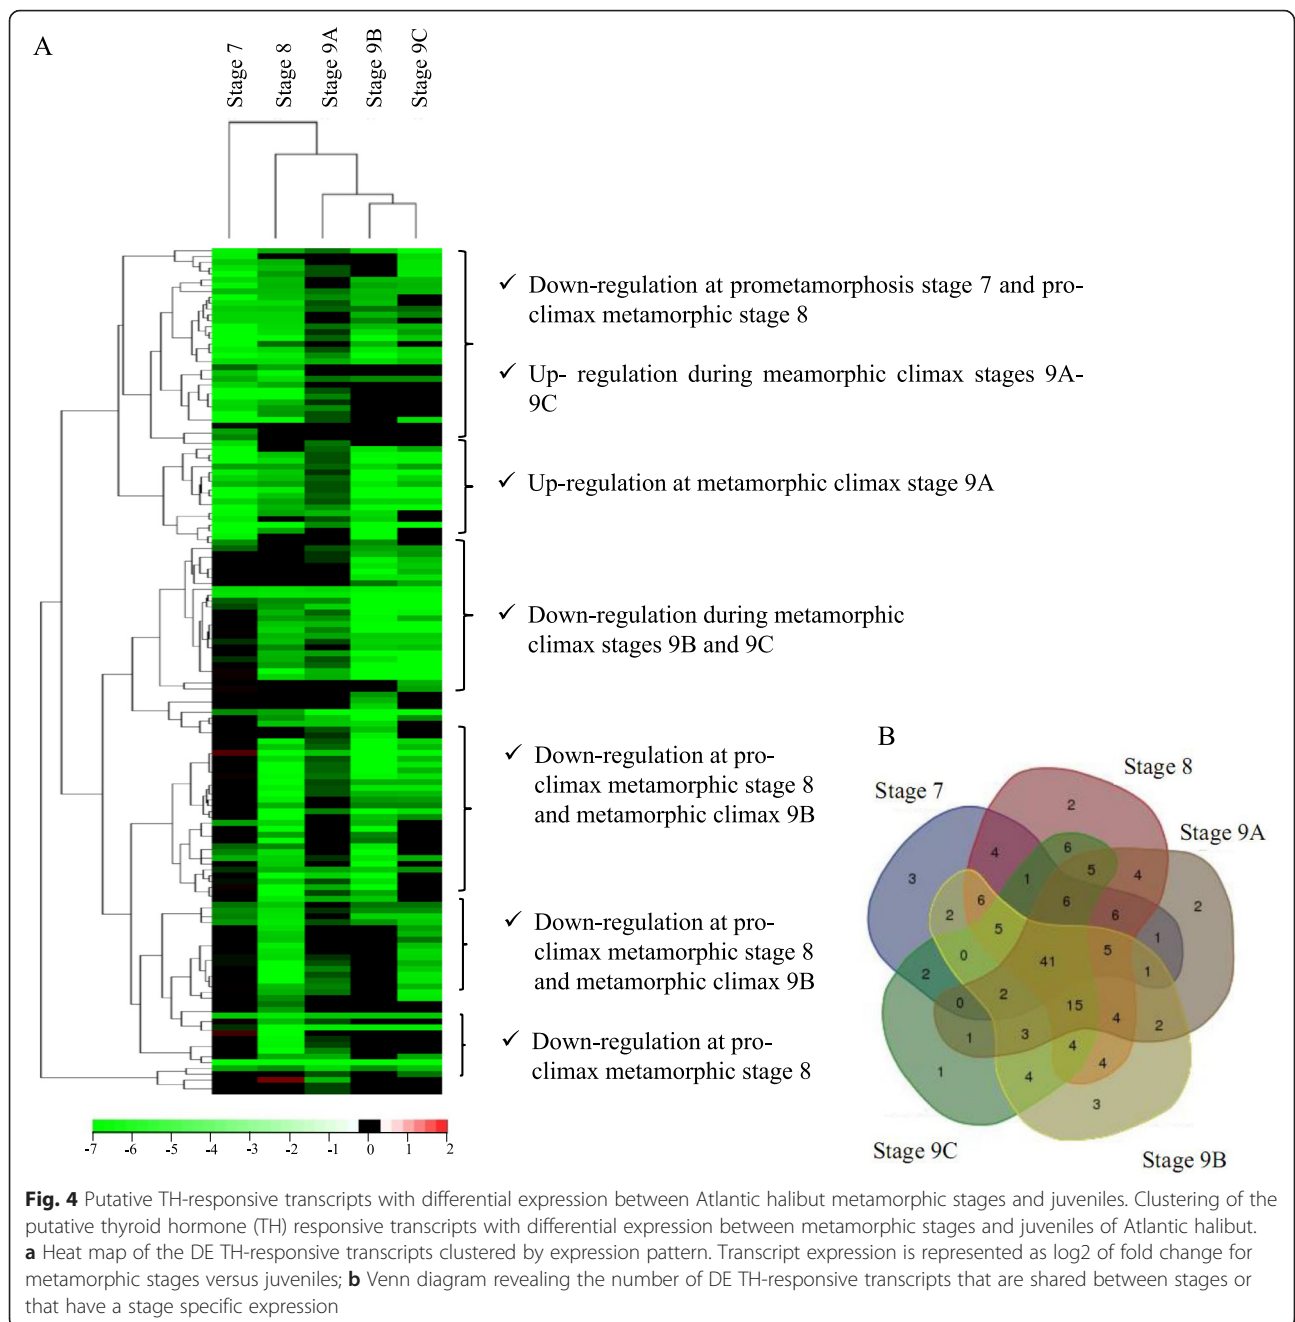 A
Stage 7
Stage 8
Stage 9A
Stage 9B
Stage 9C
✓ Down-regulation at prometamorphosis stage 7 and pro-
climax metamorphic stage 8
✓ Up- regulation during meamorphic climax stages 9A-
9C
✓ Up-regulation at metamorphic climax stage 9A
✓ Down-regulation during metamorphic
climax stages 9B and 9C
✓ Down-regulation at pro-
climax metamorphic stage 8
and metamorphic climax 9B
✓ Down-regulation at pro-
climax metamorphic stage 8
and metamorphic climax 9B
✓ Down-regulation at pro-
climax metamorphic stage 8
-7 -6 -5 -4 -3 -2 -1 0 1 2
B
Stage 8
Stage 7
Stage 9A
2
6
4 5 4
3 1
6 2
6 6
2 5 1
5
0 41 1
2
0 2 15 4 2
1 3 4
4
1 4
3
Stage 9C
Stage 9B
Fig. 4 Putative TH-responsive transcripts with differential expression between Atlantic halibut metamorphic stages and juveniles. Clustering of the
putative thyroid hormone (TH) responsive transcripts with differential expression between metamorphic stages and juveniles of Atlantic halibut.
a Heat map of the DE TH-responsive transcripts clustered by expression pattern. Transcript expression is represented as log2 of fold change for
metamorphic stages versus juveniles; b Venn diagram revealing the number of DE TH-responsive transcripts that are shared between stages or
that have a stage specific expression